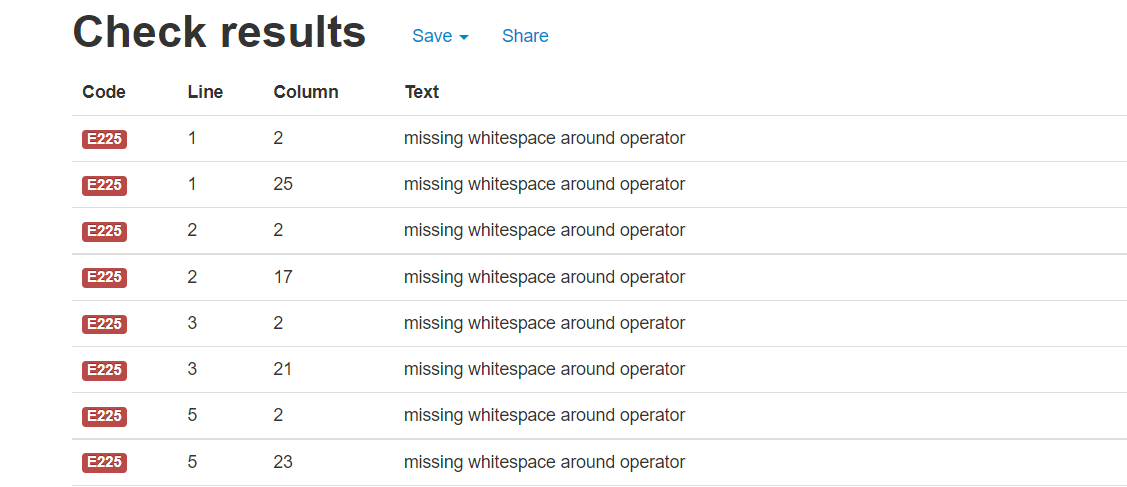 Check results Save Share
Code Line Column Text
E225 1 2 missing whitespace around operator
E225 1 25 missing whitespace around operator
E225 2 2 missing whitespace around operator
E225 2 17 missing whitespace around operator
E225 3 2 missing whitespace around operator
E225 3 21 missing whitespace around operator
E225 5 2 missing whitespace around operator
E225 5 23 missing whitespace around operator